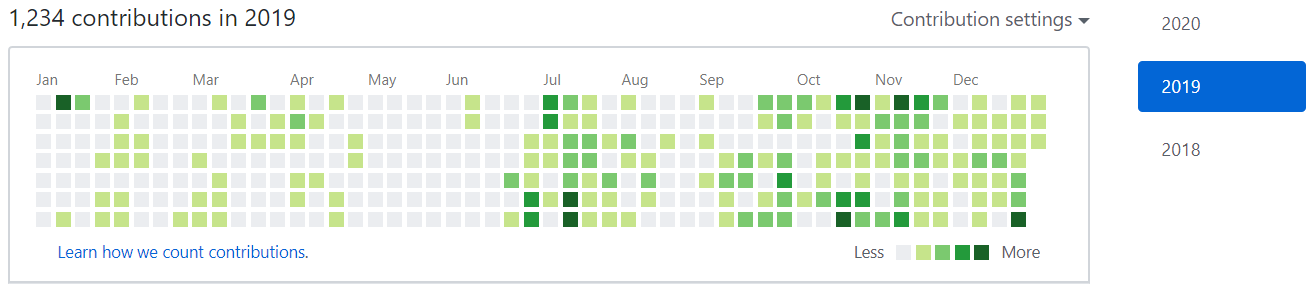 1,234 contributions in 2019
Contribution settings
2020
2019
2018
Jan Feb Mar Apr May Jun Jul Aug Sep Oct Nov Dec
Learn how we count contributions.
Less More